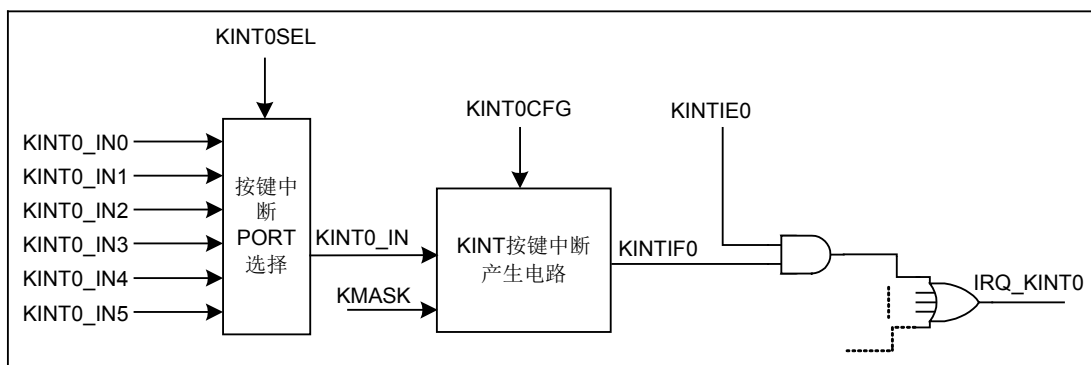 KINT0SEL
KINT0CFG
KINTIE0
KINT0_IN0
KINT0_IN1
KINT0_IN2
KINT0_IN3
KINT0_IN4
KINT0_IN5
按键中
断
PORT
选择
KINT0_IN
KMASK
KINT按键中断
产生电路
KINTIF0
IRQ_KINT0